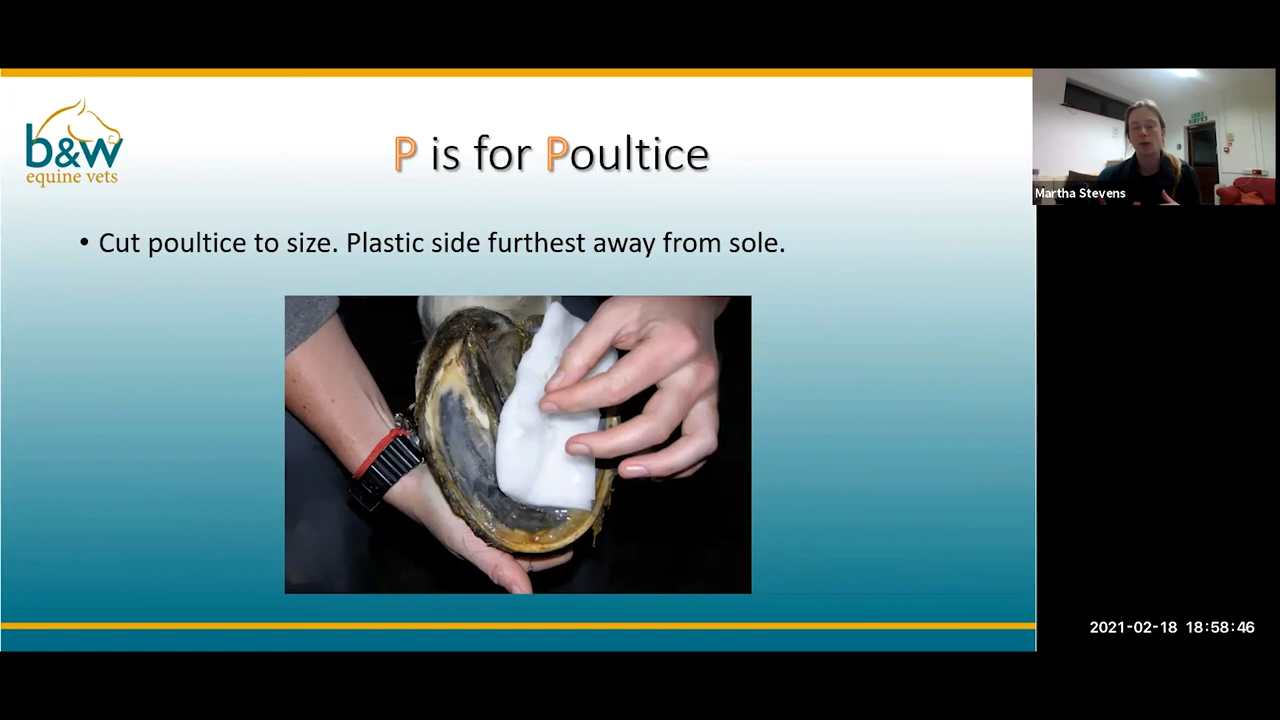 b&w
equine vets
P is for Poultice
• Cut poultice to size. Plastic side furthest away from sole.
Martha Stevens
2021-02-18 18:58:46